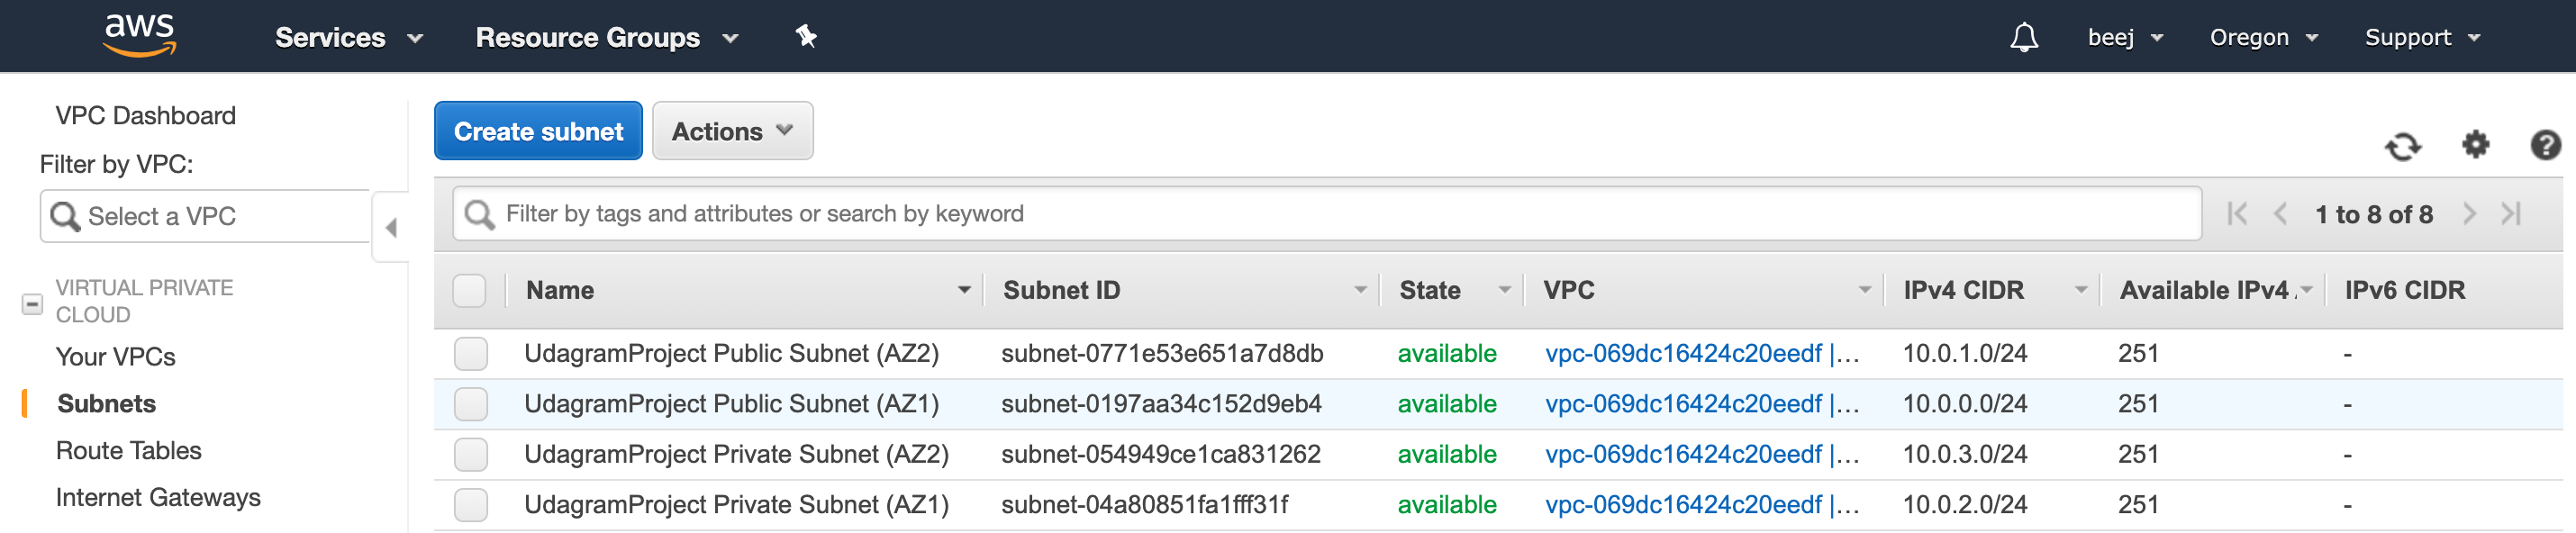 aws Services Resource Groups beej Oregon Support
VPC Dashboard
Filter by VPC:
Select a VPC
VIRTUAL PRIVATE
CLOUD
Your VPCs
Subnets
Route Tables
Internet Gateways
Create subnet Actions
Filter by tags and attributes or search by keyword 1 to 8 of 8
Name Subnet ID State VPC IPv4 CIDR Available IPv4 IPv6 CIDR
UdagramProject Public Subnet (AZ2) subnet-0771e53e651a7d8db available vpc-069dc16424c20eedf |… 10.0.1.0/24 251 -
UdagramProject Public Subnet (AZ1) subnet-0197aa34c152d9eb4 available vpc-069dc16424c20eedf |… 10.0.0.0/24 251 -
UdagramProject Private Subnet (AZ2) subnet-054949ce1ca831262 available vpc-069dc16424c20eedf |… 10.0.3.0/24 251 -
UdagramProject Private Subnet (AZ1) subnet-04a80851fa1fff31f available vpc-069dc16424c20eedf |… 10.0.2.0/24 251 -